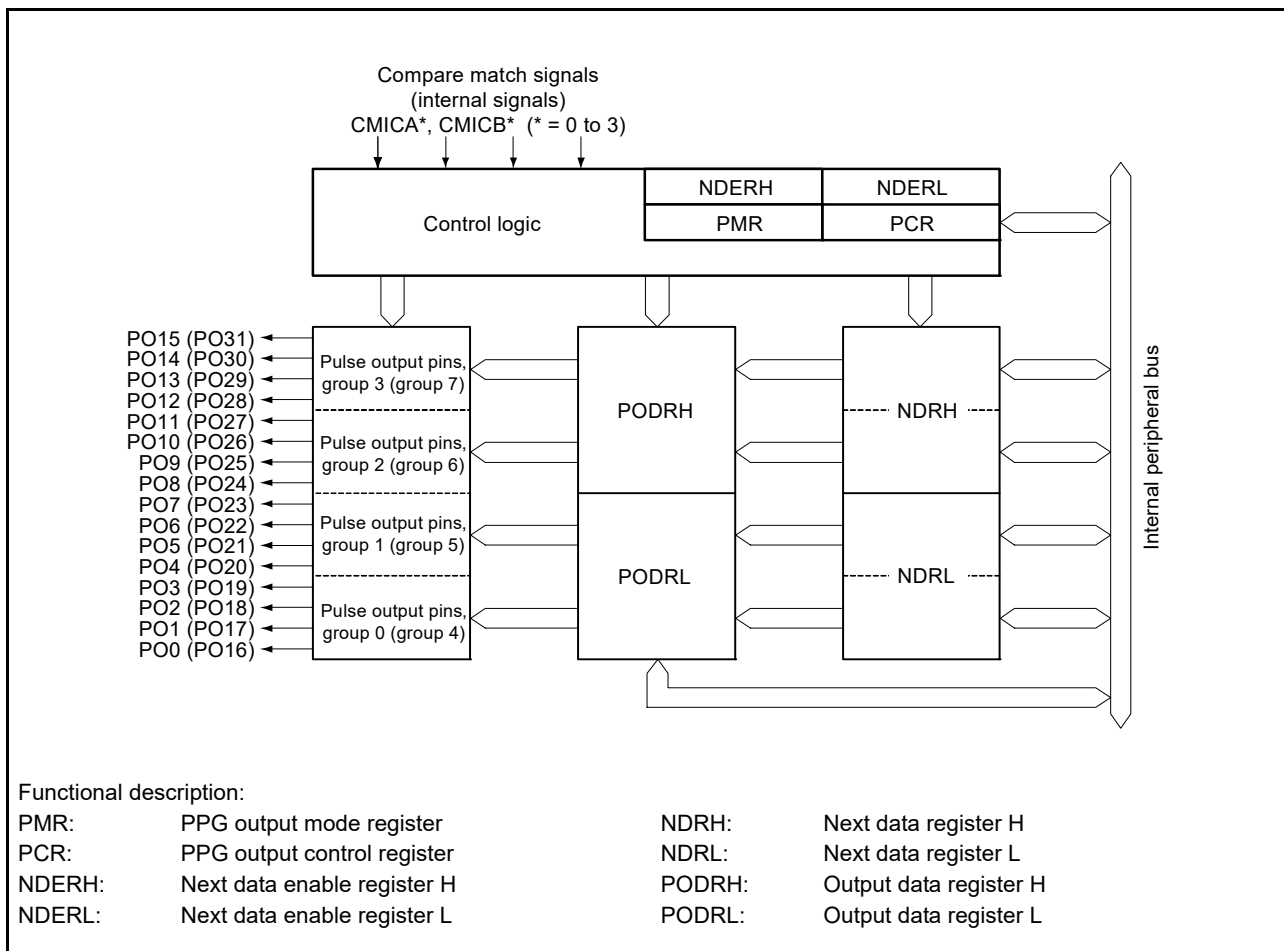 Compare match signals
(internal signals)
CMICA*, CMICB* (* = 0 to 3)
Control logic
NDERH
NDERL
PMR
PCR
PO15 (PO31)
PO14 (PO30)
PO13 (PO29)
PO12 (PO28)
PO11 (PO27)
PO10 (PO26)
PO9 (PO25)
PO8 (PO24)
PO7 (PO23)
PO6 (PO22)
PO5 (PO21)
PO4 (PO20)
PO3 (PO19)
PO2 (PO18)
PO1 (PO17)
PO0 (PO16)
Pulse output pins,
group 3 (group 7)
Pulse output pins,
group 2 (group 6)
Pulse output pins,
group 1 (group 5)
Pulse output pins,
group 0 (group 4)
PODRH
PODRL
NDRH
NDRL
Internal peripheral bus
Functional description:
PMR: PPG output mode register
PCR: PPG output control register
NDERH: Next data enable register H
NDERL: Next data enable register L
NDRH: Next data register H
NDRL: Next data register L
PODRH: Output data register H
PODRL: Output data register L